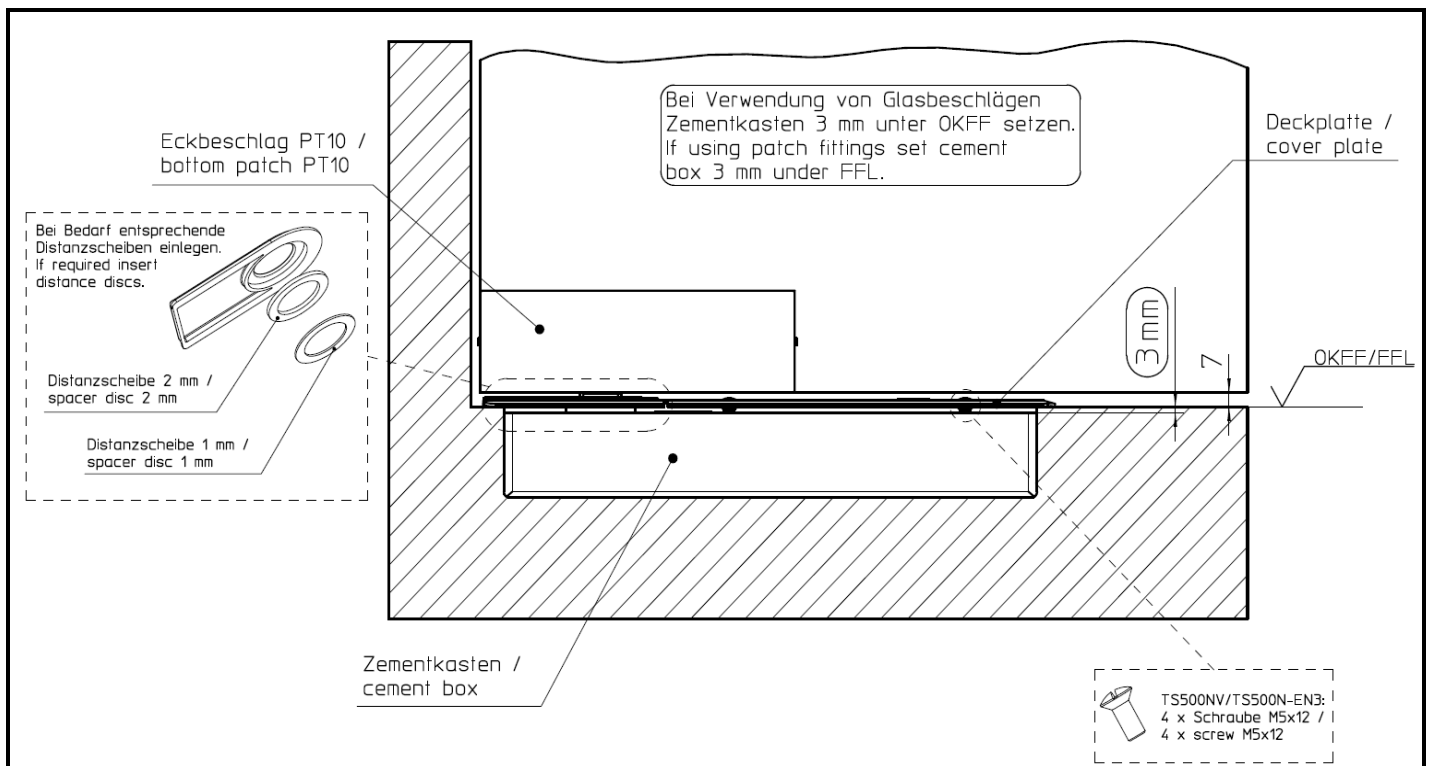 Bei Verwendung von Glasbeschlägen
Zementkasten 3 mm unter OKFF setzen.
If using patch fittings set cement
box 3 mm under FFL.
Deckplatte /
cover plate
Eckbeschlag PT10 /
bottom patch PT10
Bei Bedarf entsprechende
Distanzscheiben einlegen.
If required insert
distance discs.
Distanzscheibe 2 mm /
spacer disc 2 mm
Distanzscheibe 1 mm /
spacer disc 1 mm
3 mm
7
OKFF/FFL
Zementkasten /
cement box
TS500NV/TS500N-EN3:
4 x Schraube M5x12 /
4 x screw M5x12